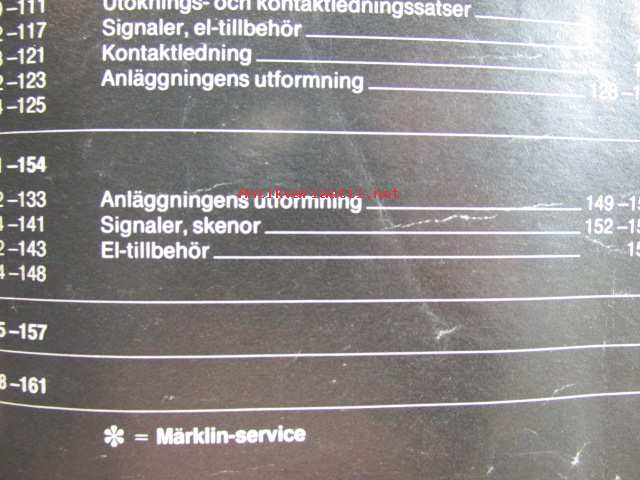 –111 Utöknings- och kontaktledningssatser
–117 Signaler, el-tillbehör
–121 Kontaktledning
–123 Anläggningens utformning 128
–125
–154
–133 Anläggningens utformning 149
–141 Signaler, skenor 152
–143 El-tillbehör
–148
–157
–161
✽ = Märklin-service